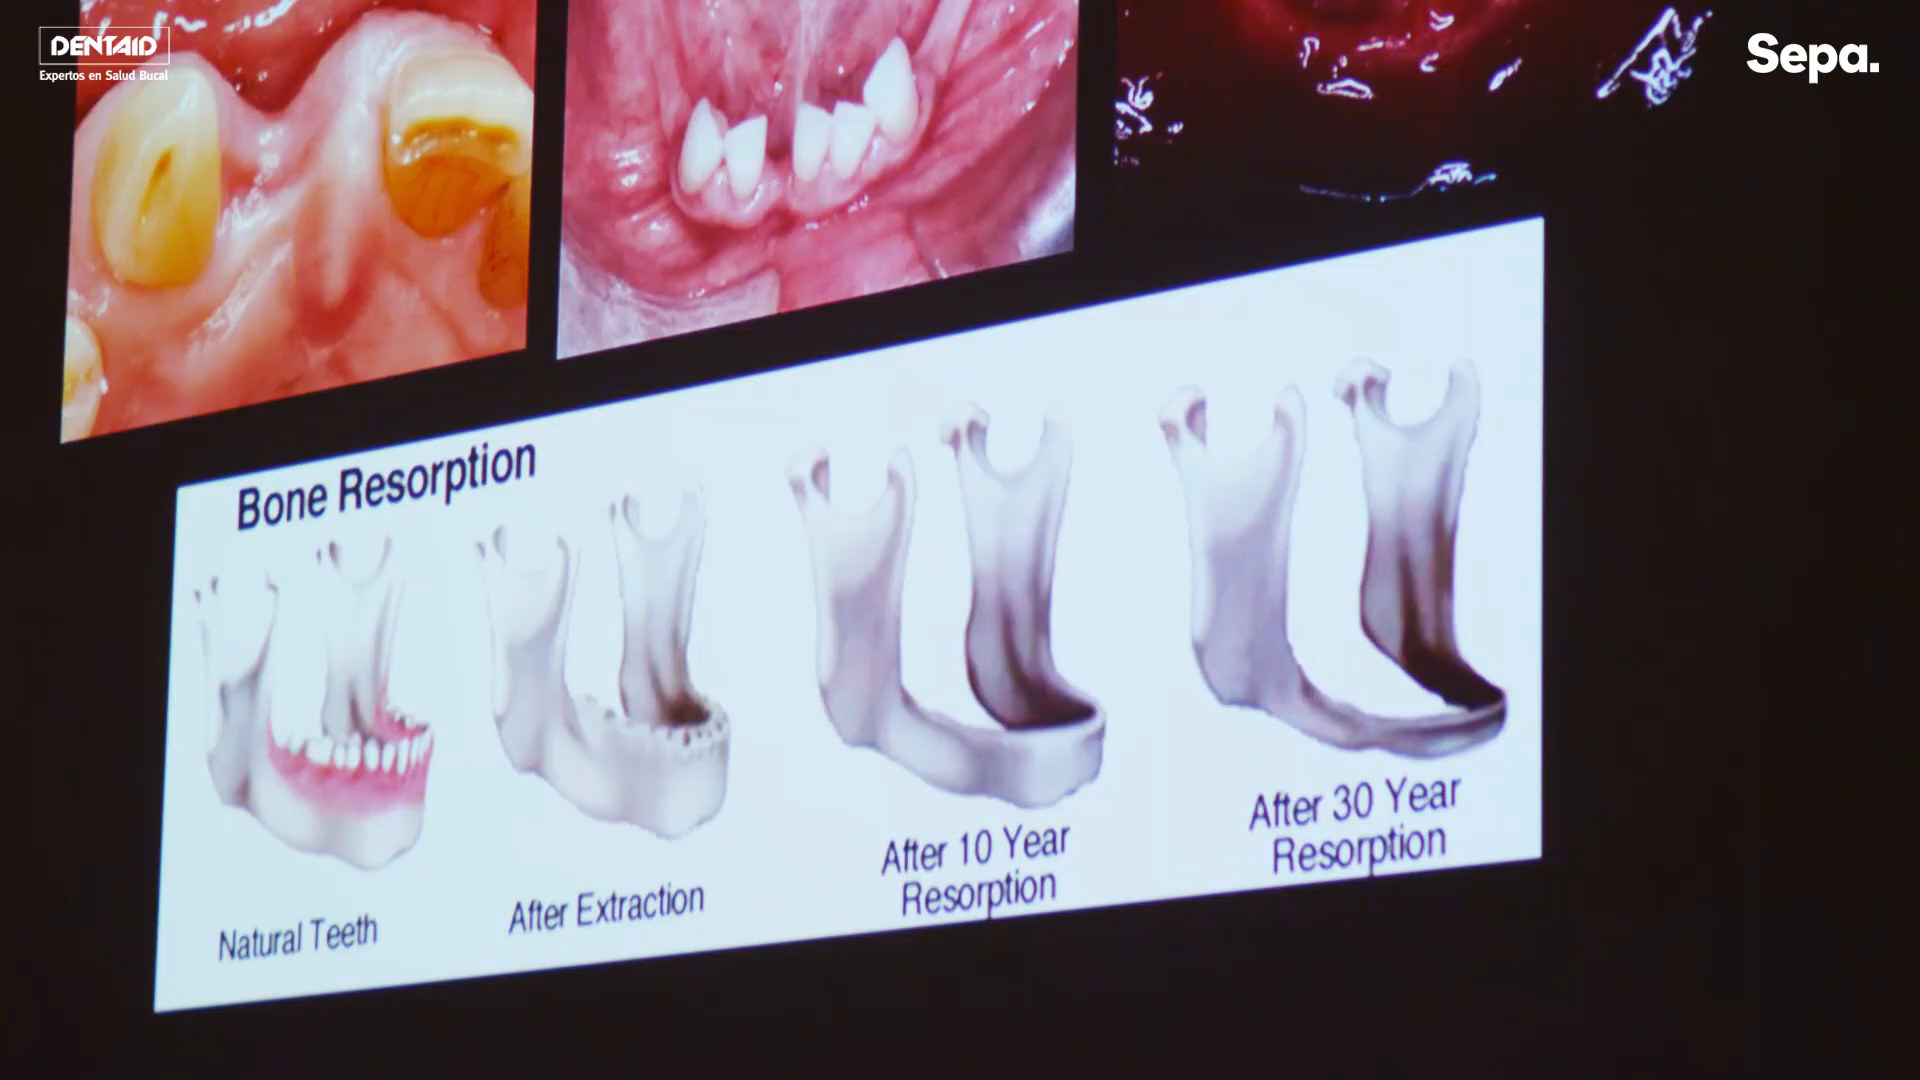 DENTAID
Expertos en Salud Bucal
Sepa.
Bone Resorption
Natural Teeth
After Extraction
After 10 Year
Resorption
After 30 Year
Resorption